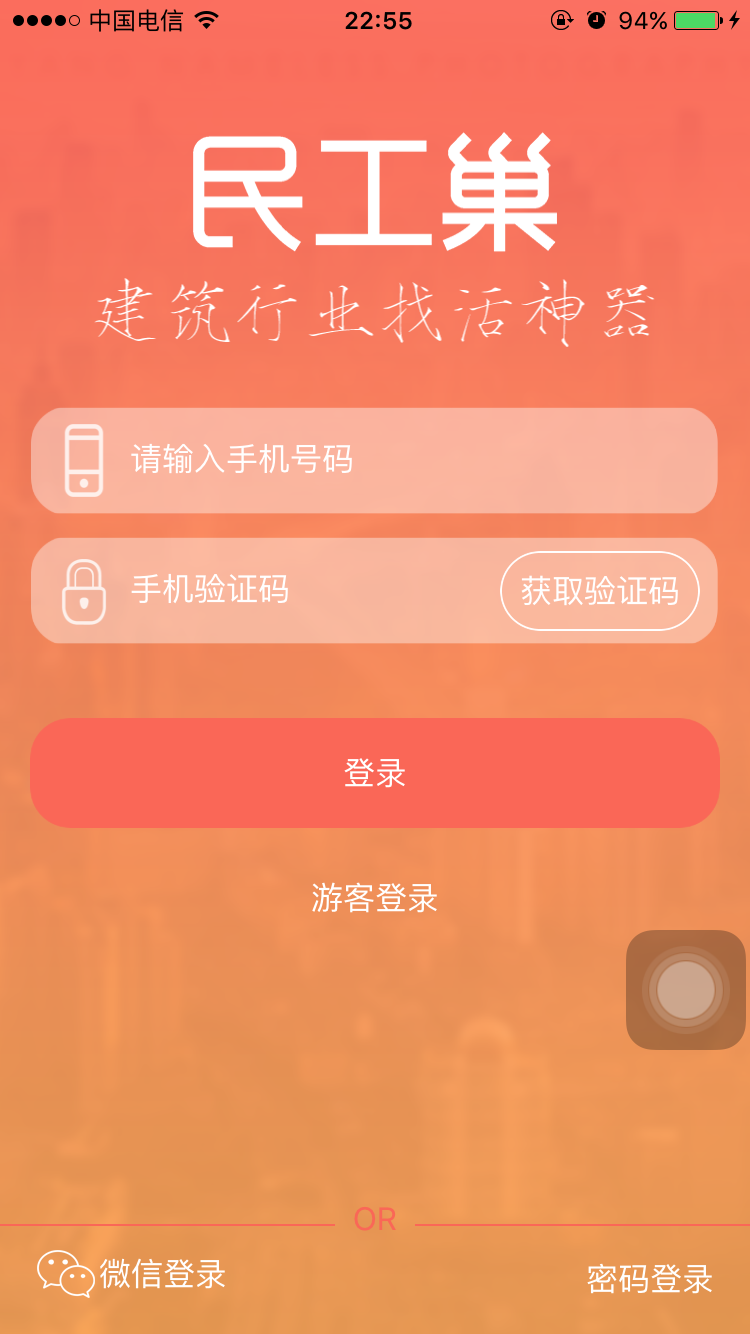 中国电信 22:55 94%
民工巢
建筑行业找活神器
请输入手机号码
手机验证码 获取验证码
登录
游客登录
OR
微信登录 密码登录